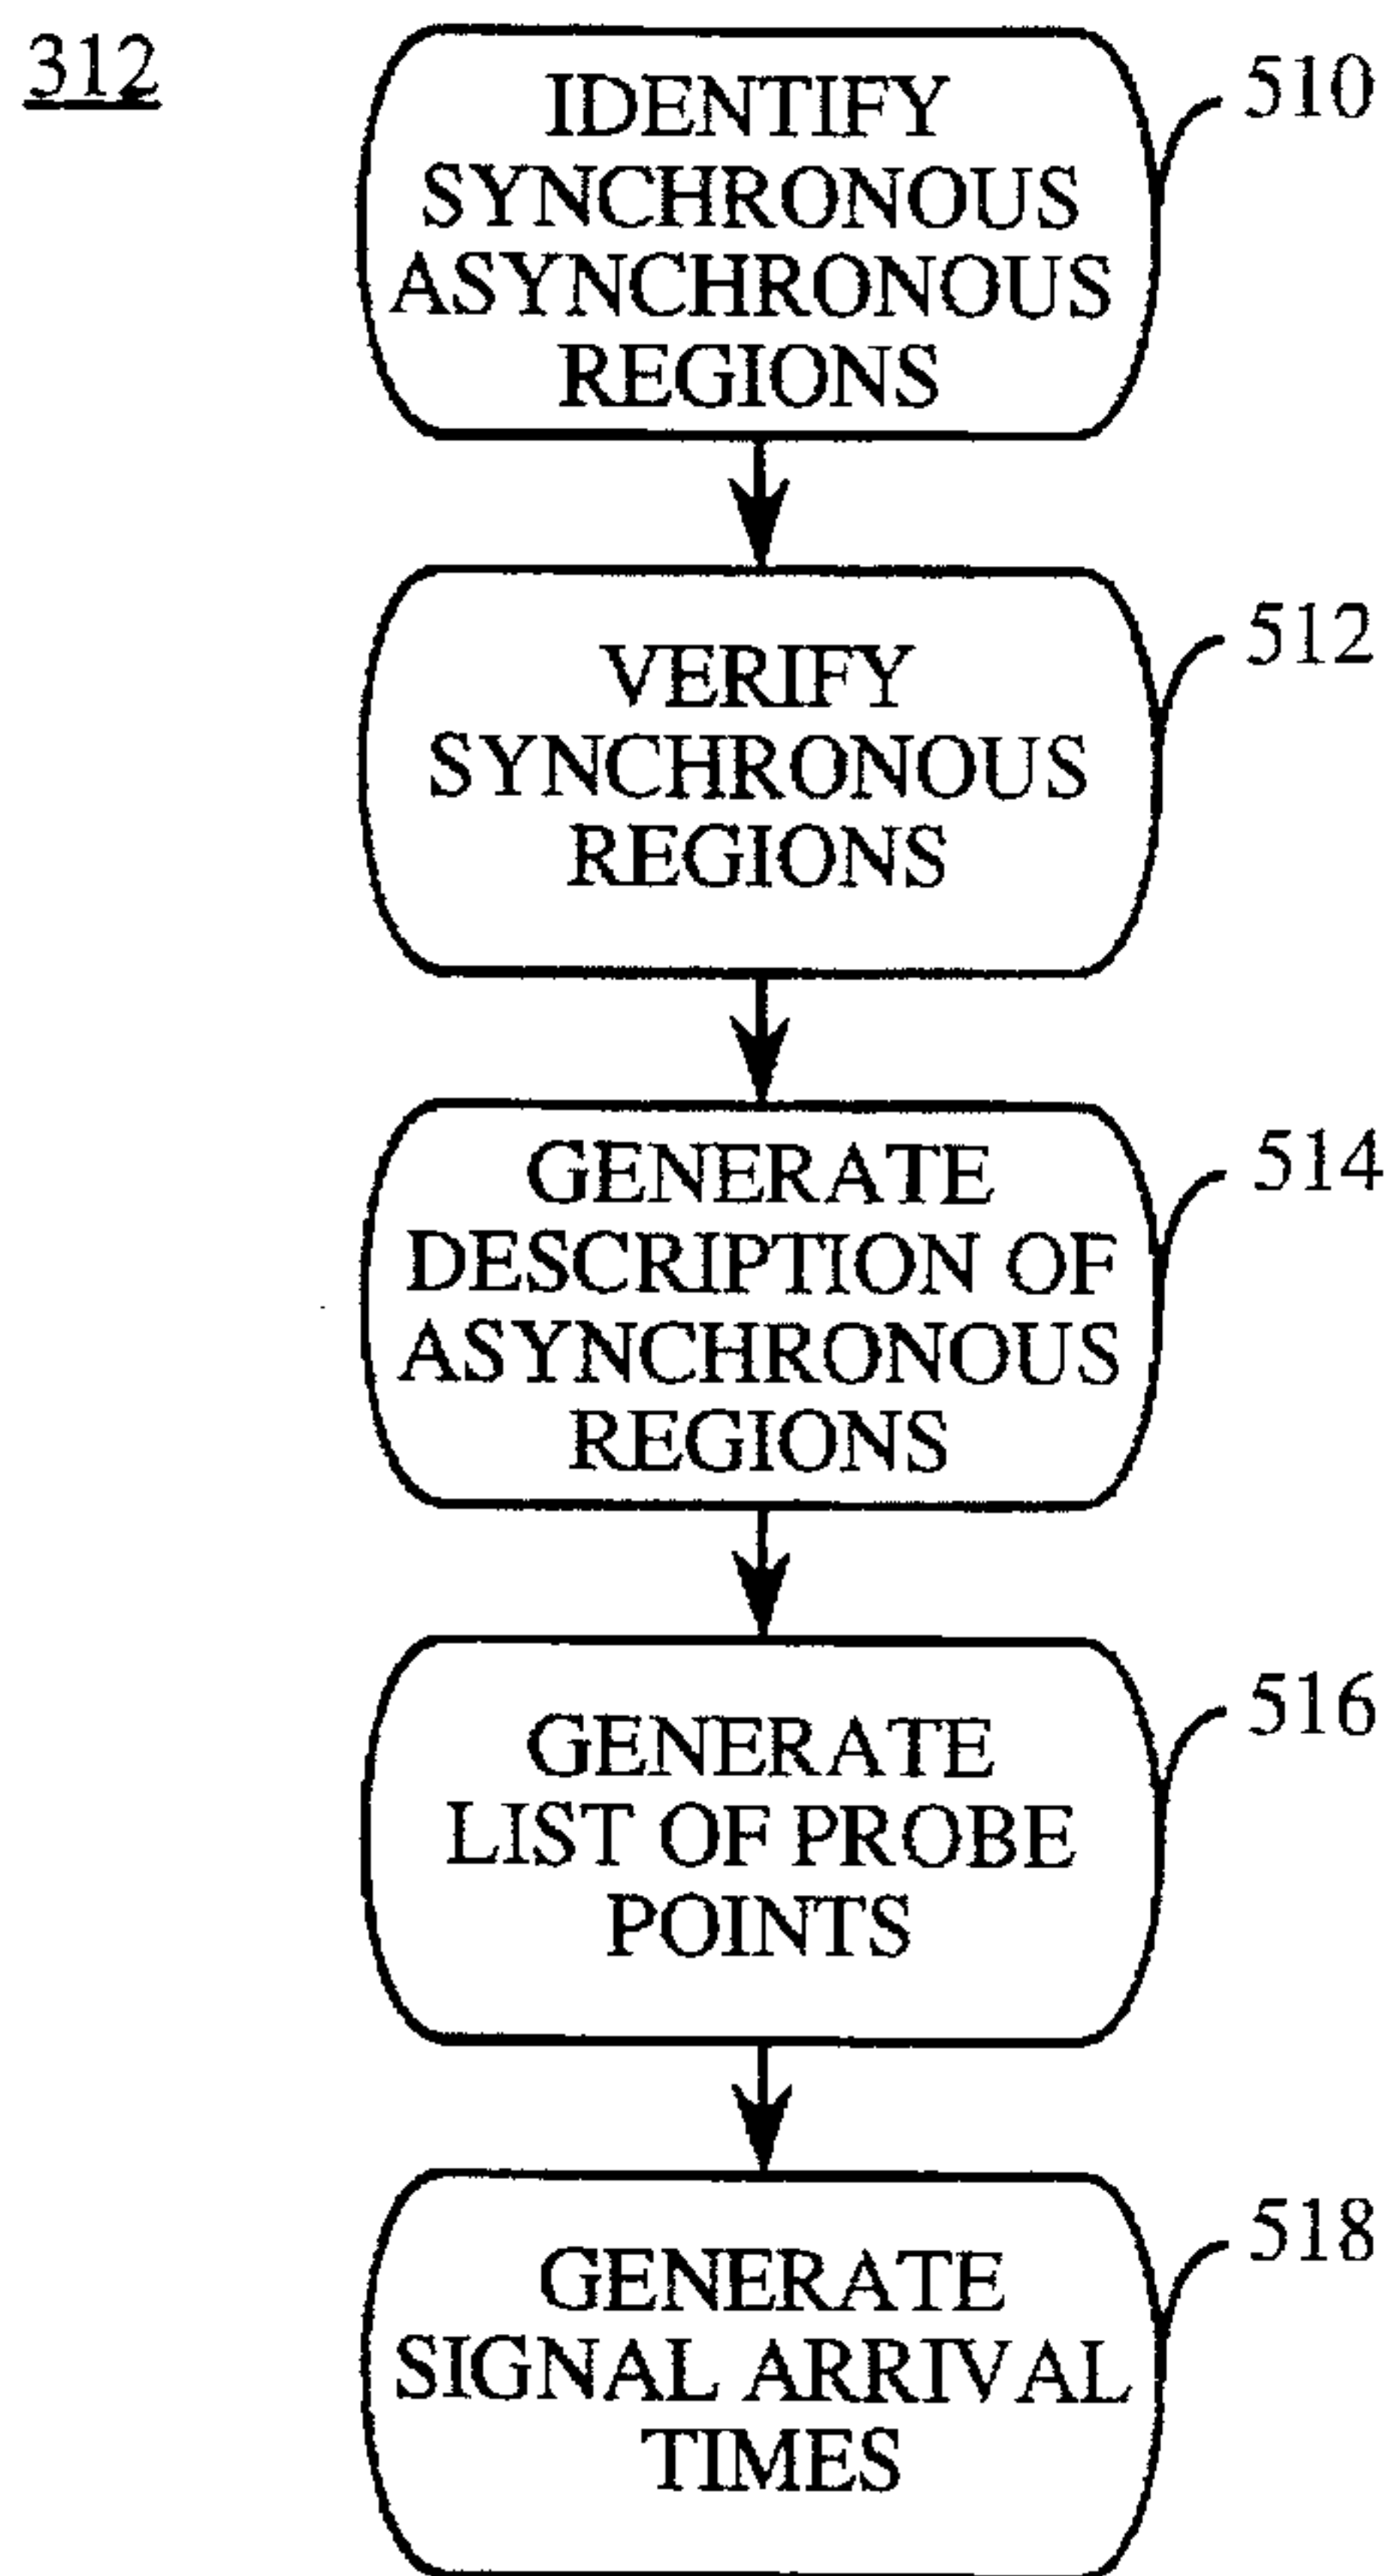 312
IDENTIFY
SYNCHRONOUS
ASYNCHRONOUS
REGIONS
510
VERIFY
SYNCHRONOUS
REGIONS
512
GENERATE
DESCRIPTION OF
ASYNCHRONOUS
REGIONS
514
GENERATE
LIST OF PROBE
POINTS
516
GENERATE
SIGNAL ARRIVAL
TIMES
518